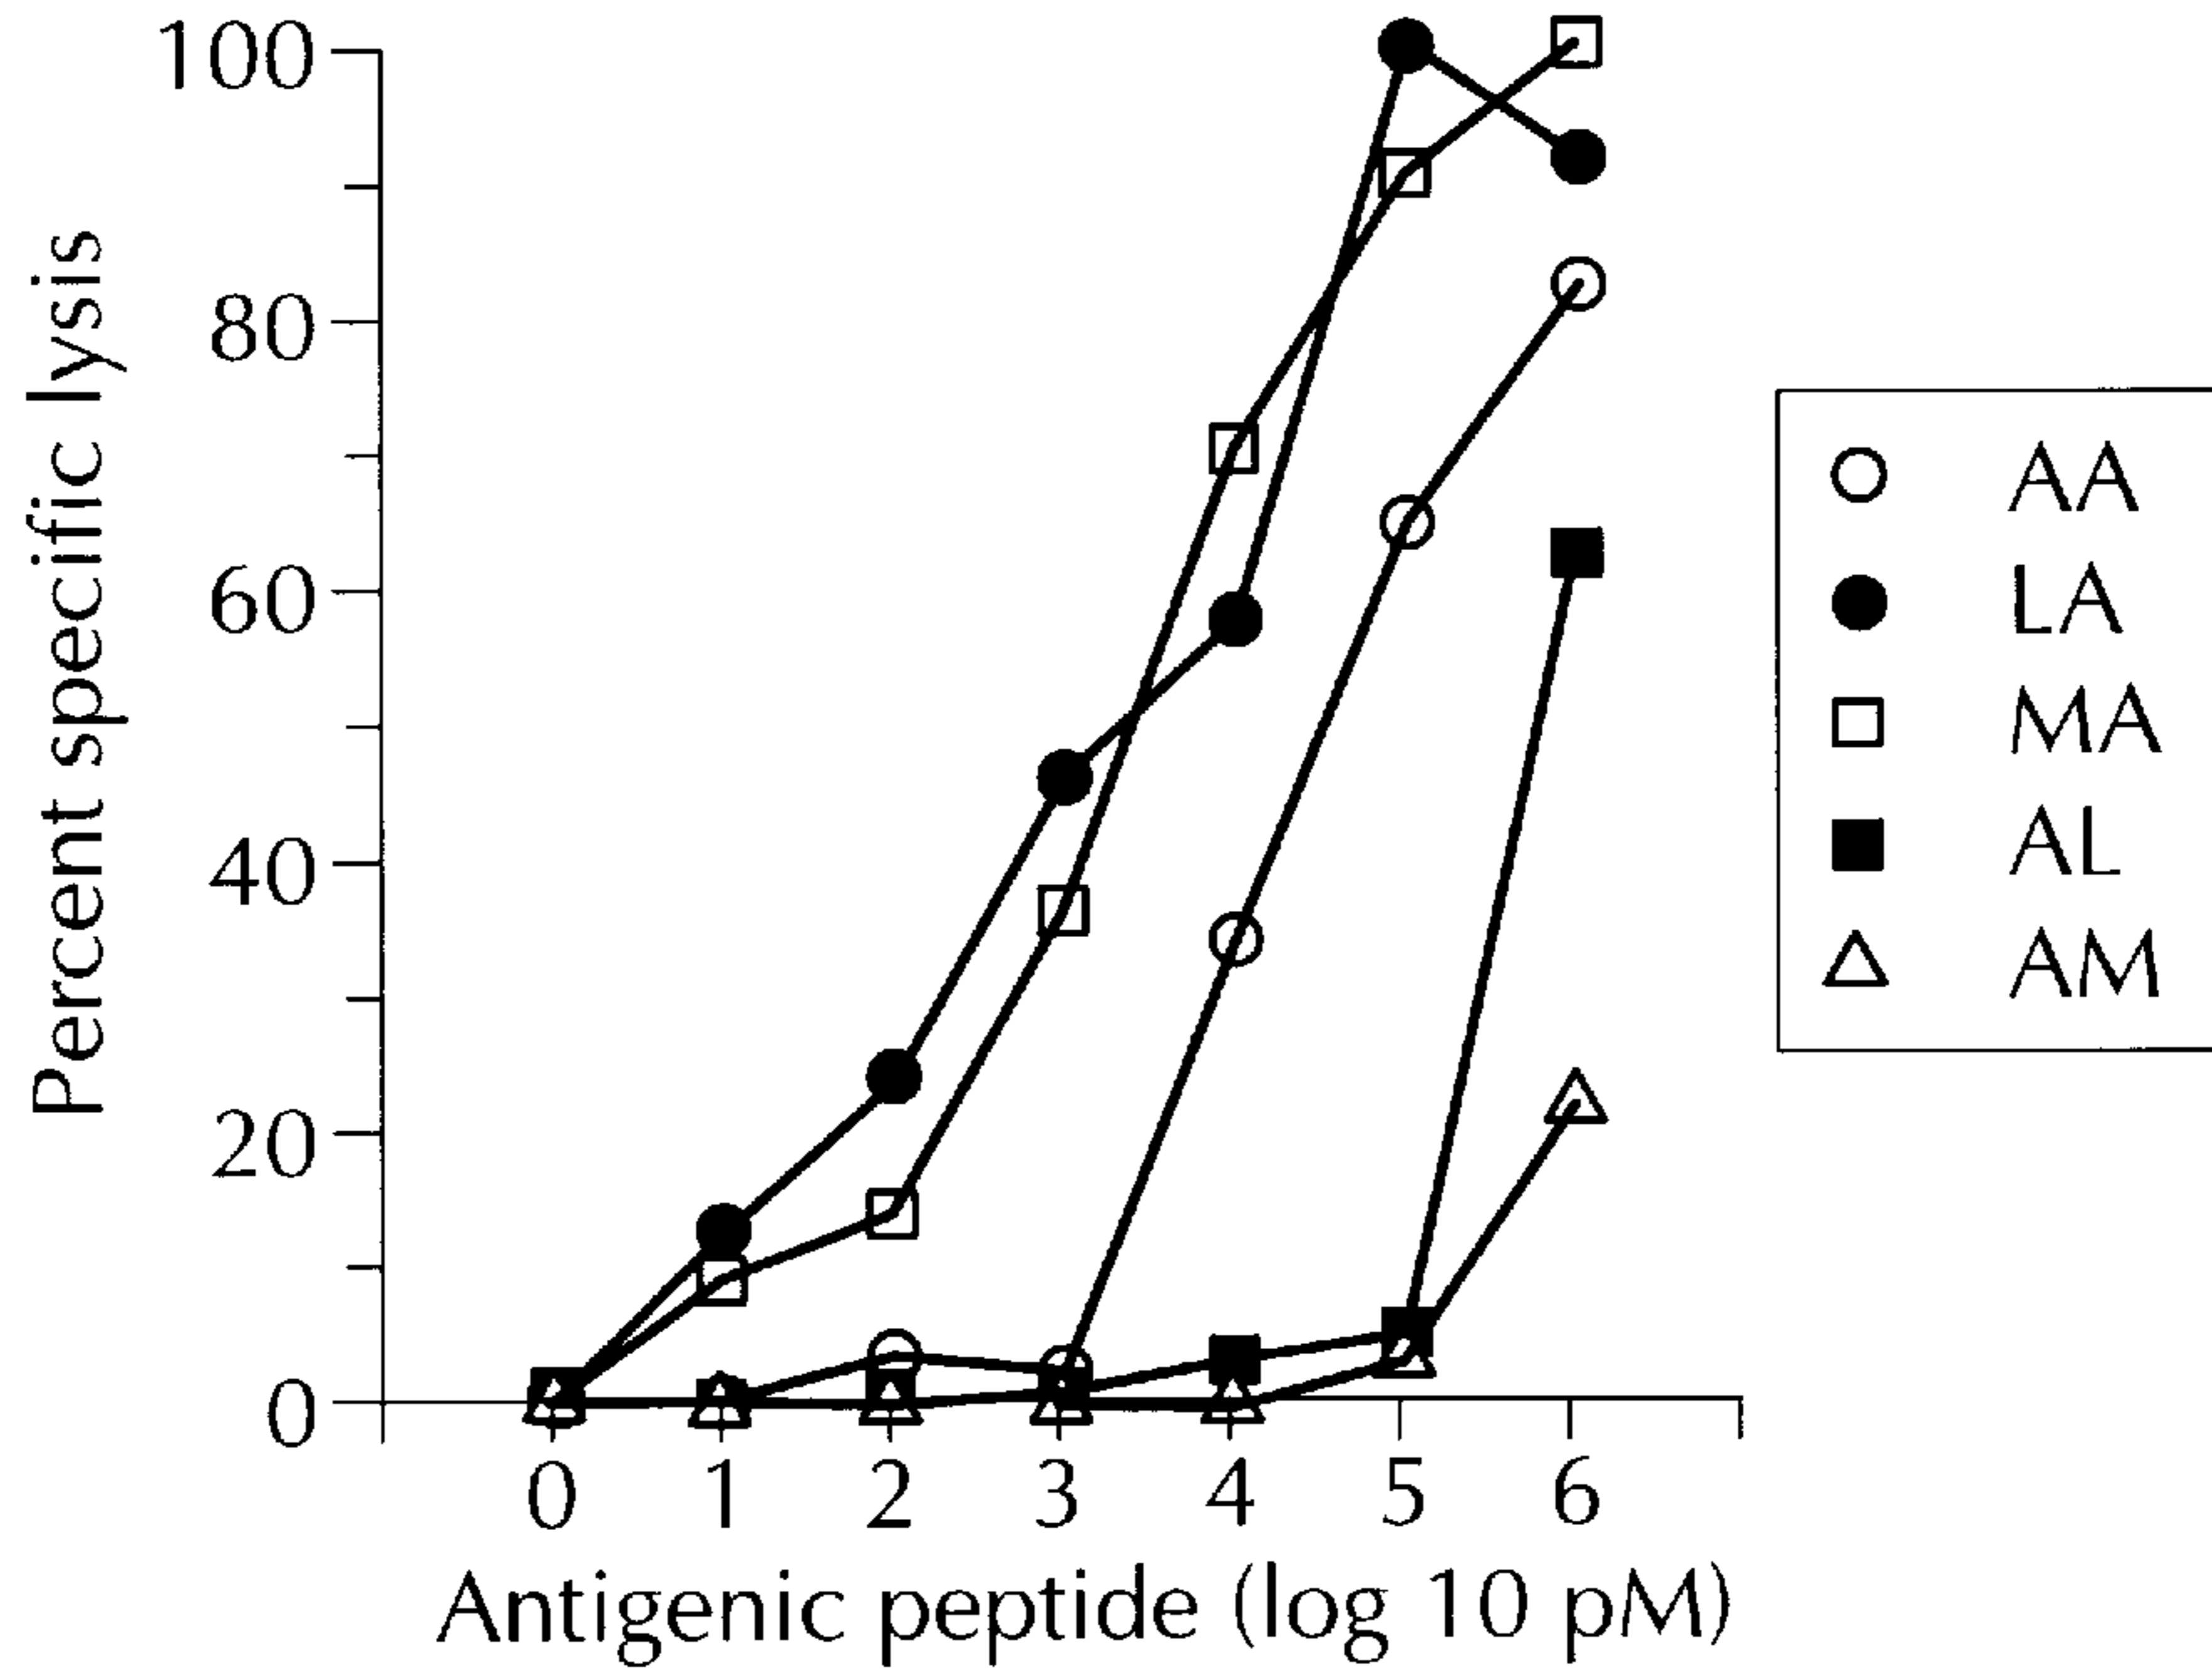 Percent specific lysis
100
80
60
40
20
0
0 1 2 3 4 5 6
Antigenic peptide (log 10 pM)
AA
LA
MA
AL
AM